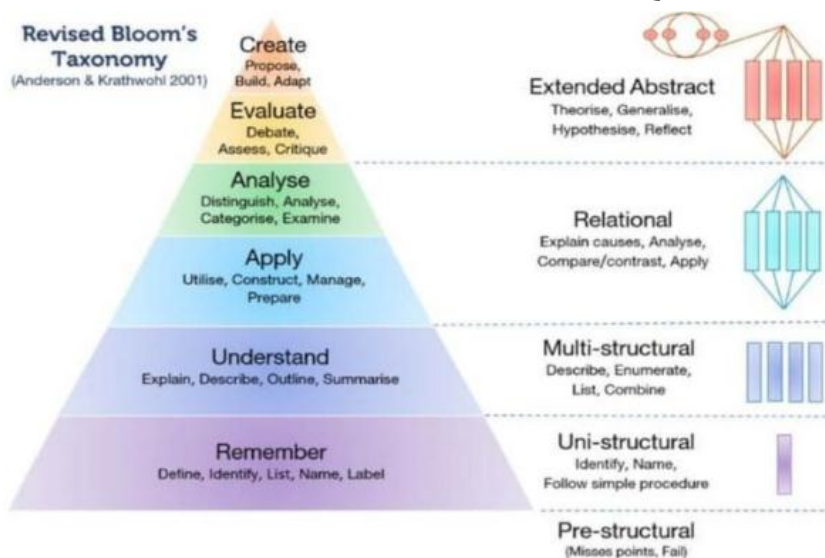 Revised Bloom's
Taxonomy
(Anderson & Krathwohl 2001)
Create
Propose,
Build, Adapt
Evaluate
Debate,
Assess, Critique
Analyse
Distinguish, Analyse,
Categorise, Examine
Apply
Utilise, Construct, Manage,
Prepare
Understand
Explain, Describe, Outline, Summarise
Remember
Define, Identify, List, Name, Label
Extended Abstract
Theorise, Generalise,
Hypothesise, Reflect
Relational
Explain causes, Analyse,
Compare/contrast, Apply
Multi-structural
Describe, Enumerate,
List, Combine
Uni-structural
Identify, Name,
Follow simple procedure
Pre-structural
(Misses points, Fail)